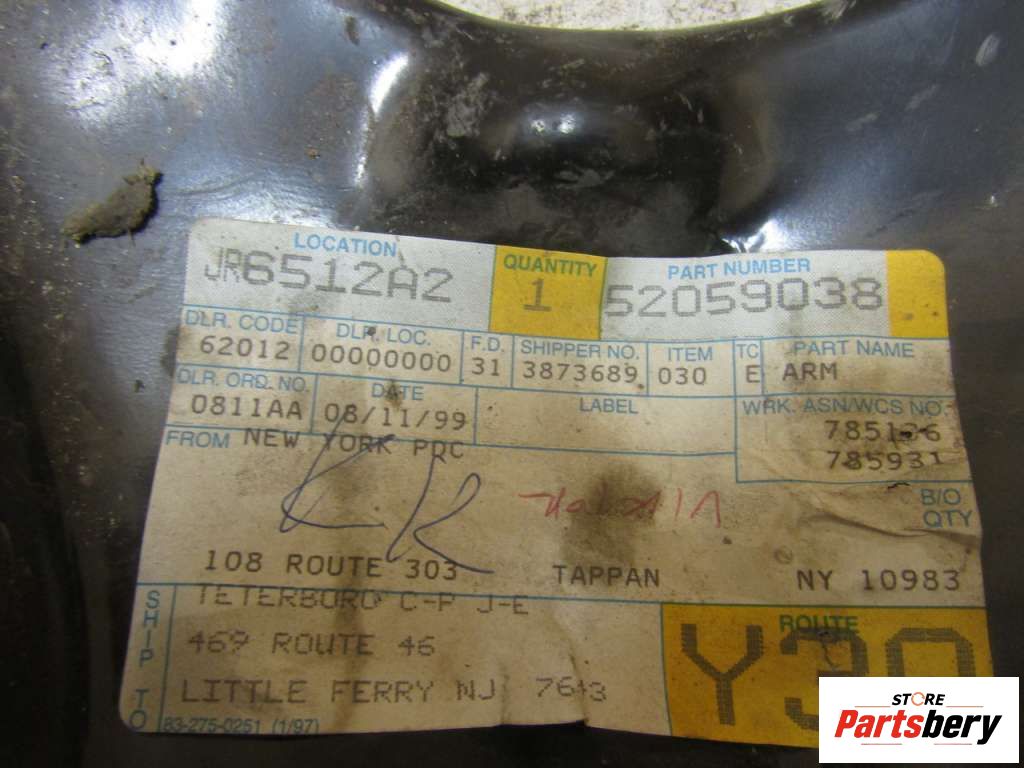 LOCATION QUANTITY PART NUMBER
JR6512A2 1 52059038
DLR. CODE DLR. LOC. F.D. SHIPPER NO. ITEM TC PART NAME
62012 00000000 31 3873689 030 E ARM
DLR. ORD. NO. DATE LABEL WRK. ASN/WCS NO.
0811AA 08/11/99 785136
785931
FROM NEW YORK PDC
B/O
QTY
108 ROUTE 303 TAPPAN NY 10983
SHIP TO
TETERBORO C-P J-E
469 ROUTE 46
LITTLE FERRY NJ
ROUTE
Y30
83-275-0251 (1/97)
STORE
Partsbery